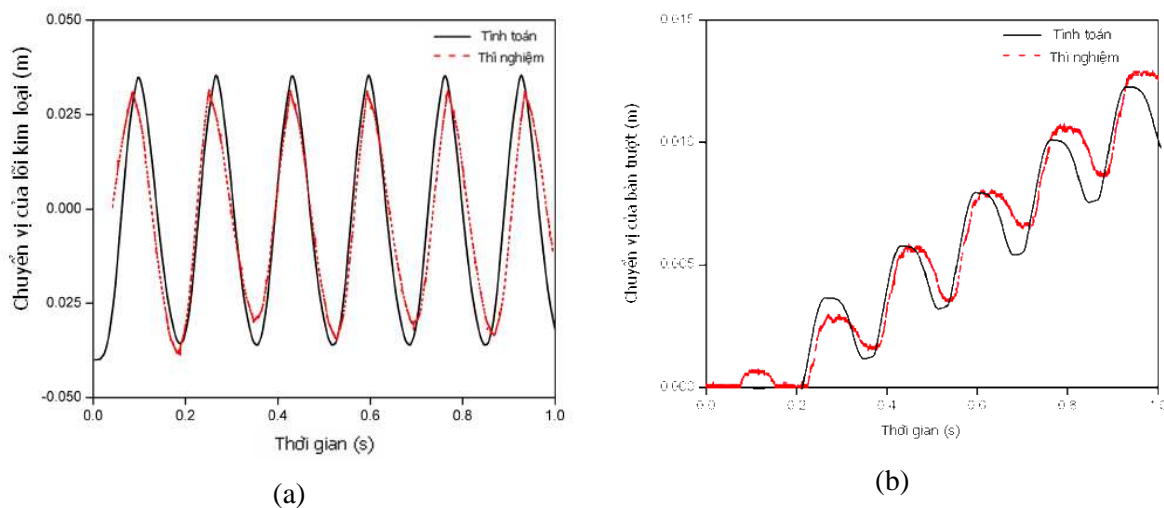 0.050
0.025
0.000
0.025
-0.050
Chuyển vị của lõi kim loại (m)
Tính toán
Thí nghiệm
0.0
0.2
0.4
0.6
0.8
1.0
Thời gian (s)
(a)
0.015
0.010
0.005
0.000
Chuyển vị của bàn trượt (m)
Tính toán
Thí nghiệm
0.0
0.2
0.4
0.6
0.8
1.0
Thời gian (s)
(b)